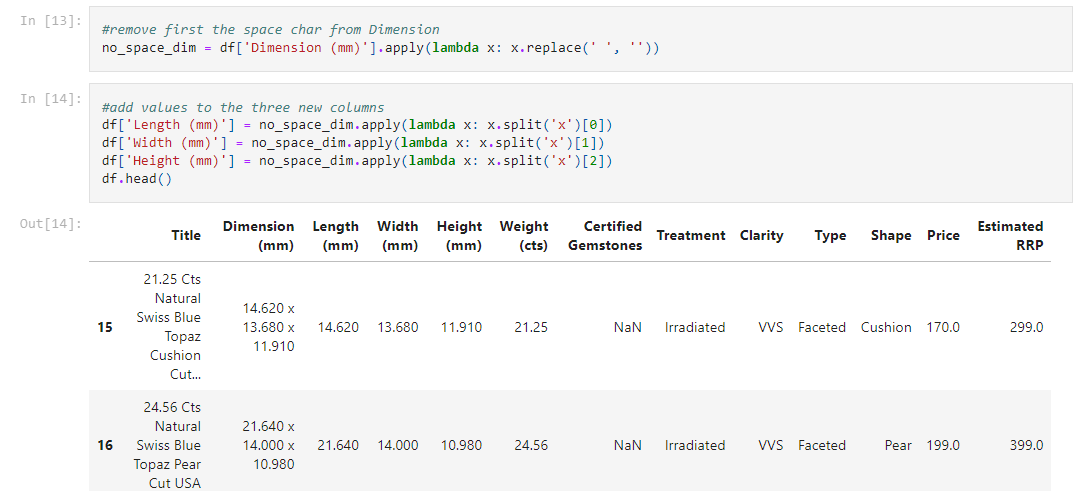 In [13]:
#remove first the space char from Dimension
no_space_dim = df['Dimension (mm)'].apply(lambda x: x.replace(' ', ''))
In [14]:
#add values to the three new columns
df['Length (mm)'] = no_space_dim.apply(lambda x: x.split('x')[0])
df['Width (mm)'] = no_space_dim.apply(lambda x: x.split('x')[1])
df['Height (mm)'] = no_space_dim.apply(lambda x: x.split('x')[2])
df.head()
Out[14]:
Title Dimension (mm) Length (mm) Width (mm) Height (mm) Weight (cts) Certified Gemstones Treatment Clarity Type Shape Price Estimated RRP
15 21.25 Cts Natural Swiss Blue Topaz Cushion Cut... 14.620 x 13.680 x 11.910 14.620 13.680 11.910 21.25 NaN Irradiated VVS Faceted Cushion 170.0 299.0
16 24.56 Cts Natural Swiss Blue Topaz Pear Cut USA 21.640 x 14.000 x 10.980 21.640 14.000 10.980 24.56 NaN Irradiated VVS Faceted Pear 199.0 399.0